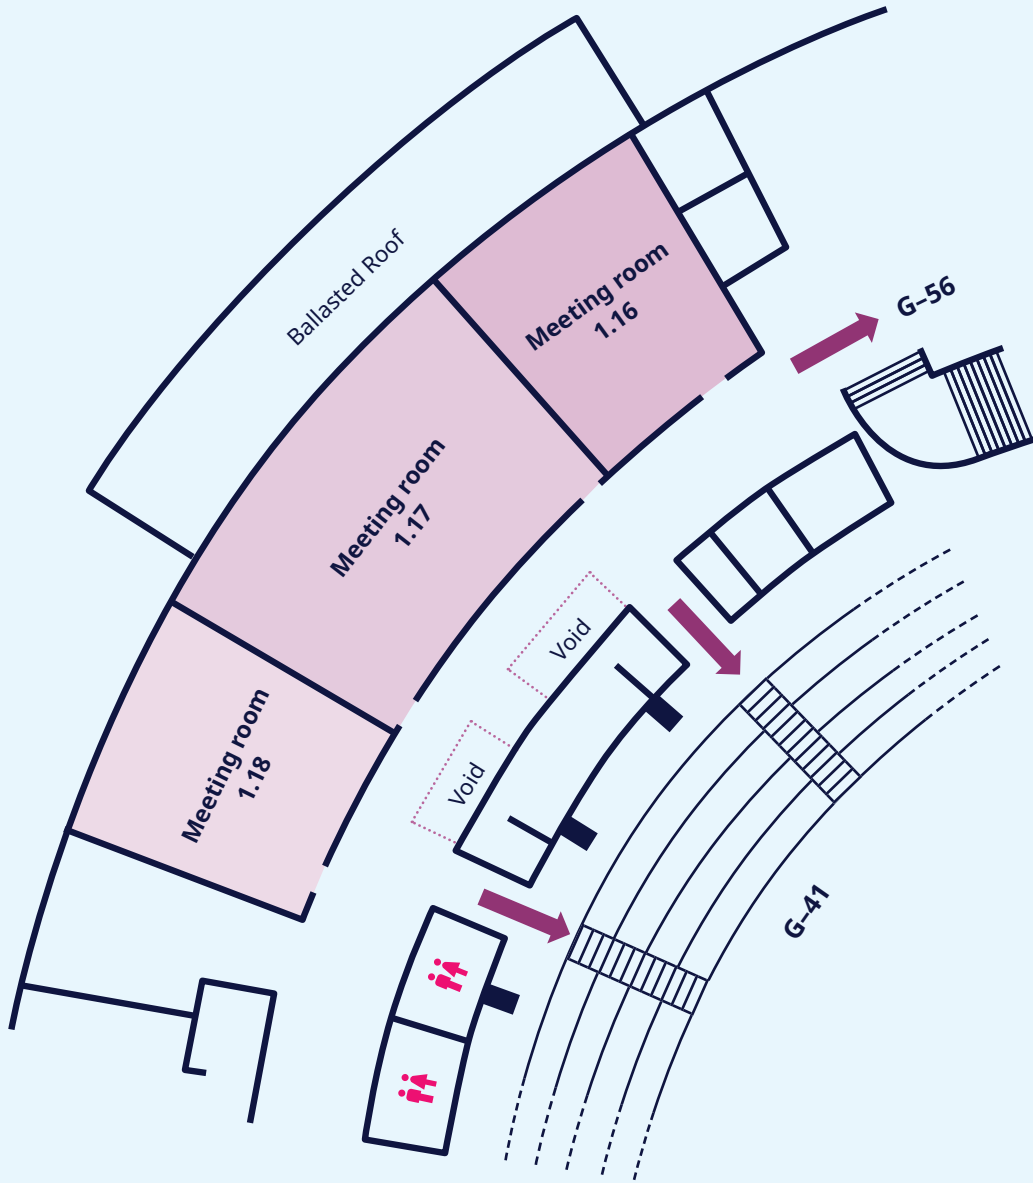 Ballasted Roof
Meeting room
1.16
G–56
Meeting room
1.17
Void
Meeting room
1.18
Void
G–41